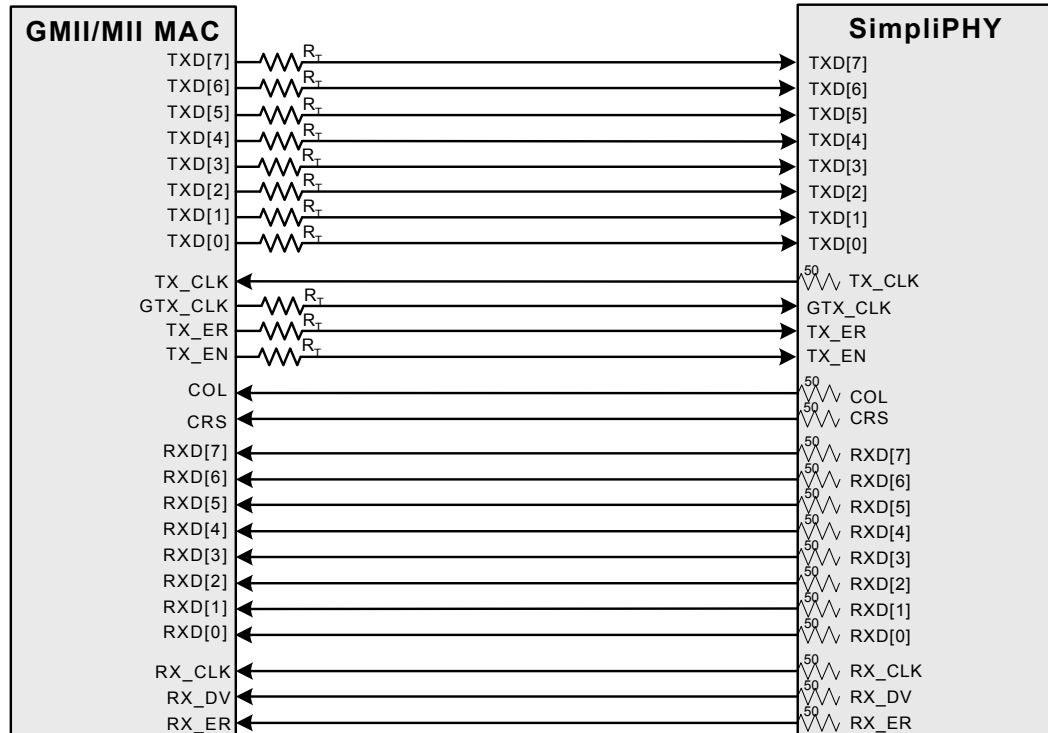 GMII/MII MAC SimpliPHY
TXD[7] R_T TXD[7]
TXD[6] R_T TXD[6]
TXD[5] R_T TXD[5]
TXD[4] R_T TXD[4]
TXD[3] R_T TXD[3]
TXD[2] R_T TXD[2]
TXD[1] R_T TXD[1]
TXD[0] R_T TXD[0]
TX_CLK 50 TX_CLK
GTX_CLK R_T GTX_CLK
TX_ER R_T TX_ER
TX_EN R_T TX_EN
COL 50 COL
CRS 50 CRS
RXD[7] 50 RXD[7]
RXD[6] 50 RXD[6]
RXD[5] 50 RXD[5]
RXD[4] 50 RXD[4]
RXD[3] 50 RXD[3]
RXD[2] 50 RXD[2]
RXD[1] 50 RXD[1]
RXD[0] 50 RXD[0]
RX_CLK 50 RX_CLK
RX_DV 50 RX_DV
RX_ER 50 RX_ER